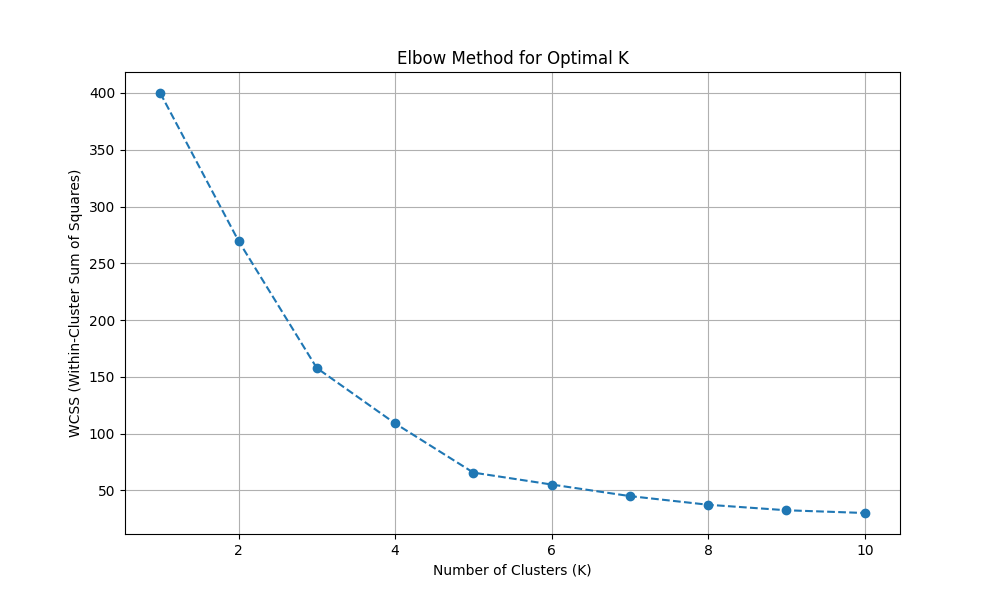 Elbow Method for Optimal K
400
350
300
250
200
150
100
50
WCSS (Within-Cluster Sum of Squares)
2 4 6 8 10
Number of Clusters (K)